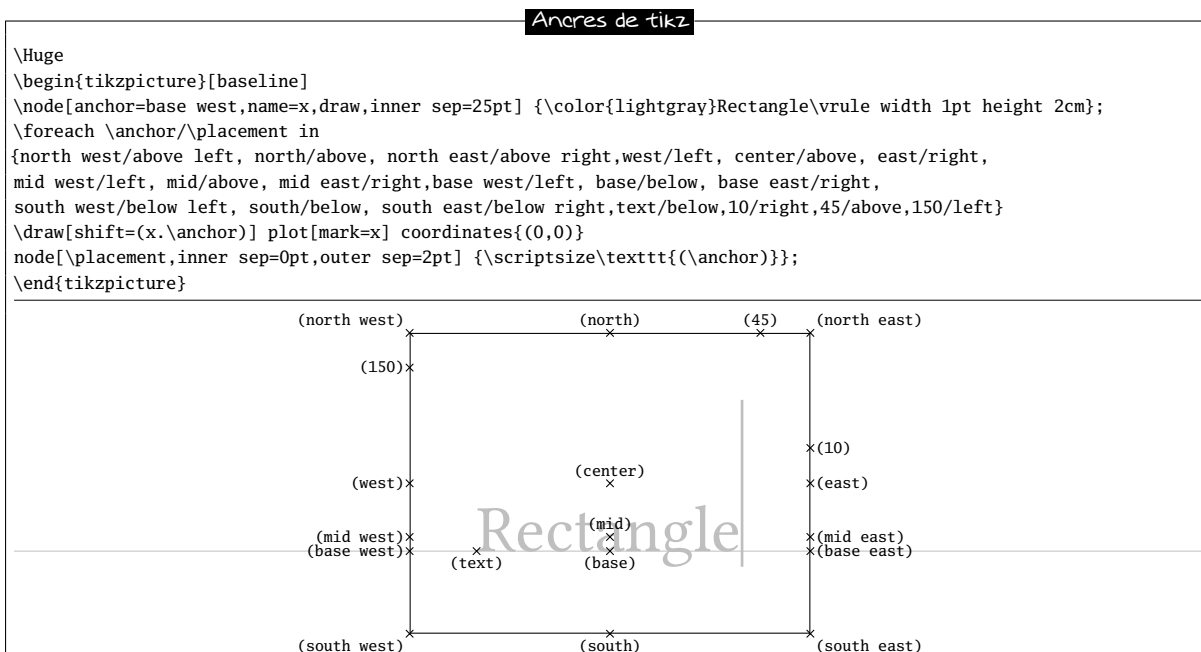 Ancres de tikz
\Huge
\begin{tikzpicture}[baseline]
\node[anchor=base west,name=x,draw,inner sep=25pt] {\color{lightgray}Rectangle\vrule width 1pt height 2cm};
\foreach \anchor/\placement in
{north west/above left, north/above, north east/above right,west/left, center/above, east/right,
mid west/left, mid/above, mid east/right,base west/left, base/below, base east/right,
south west/below left, south/below, south east/below right,text/below,10/right,45/above,150/left}
\draw[shift=(x.\anchor)] plot[mark=x] coordinates{(0,0)}
node[\placement,inner sep=0pt,outer sep=2pt] {\scriptsize\texttt{(\anchor)}};
\end{tikzpicture}
(north west) (north) (45) (north east)
(150)
(10)
(center)
(west) (east)
Rectangle
(mid)
(mid west) (mid east)
(base west) (base east)
(text) (base)
(south west) (south) (south east)